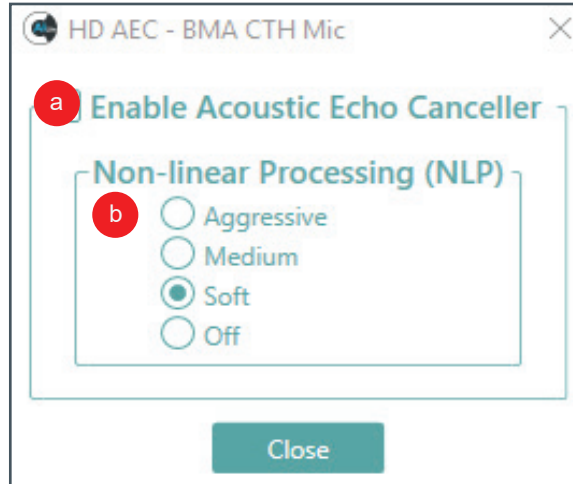 HD AEC - BMA CTH Mic
a Enable Acoustic Echo Canceller
Non-linear Processing (NLP)
b Aggressive
Medium
Soft
Off
Close